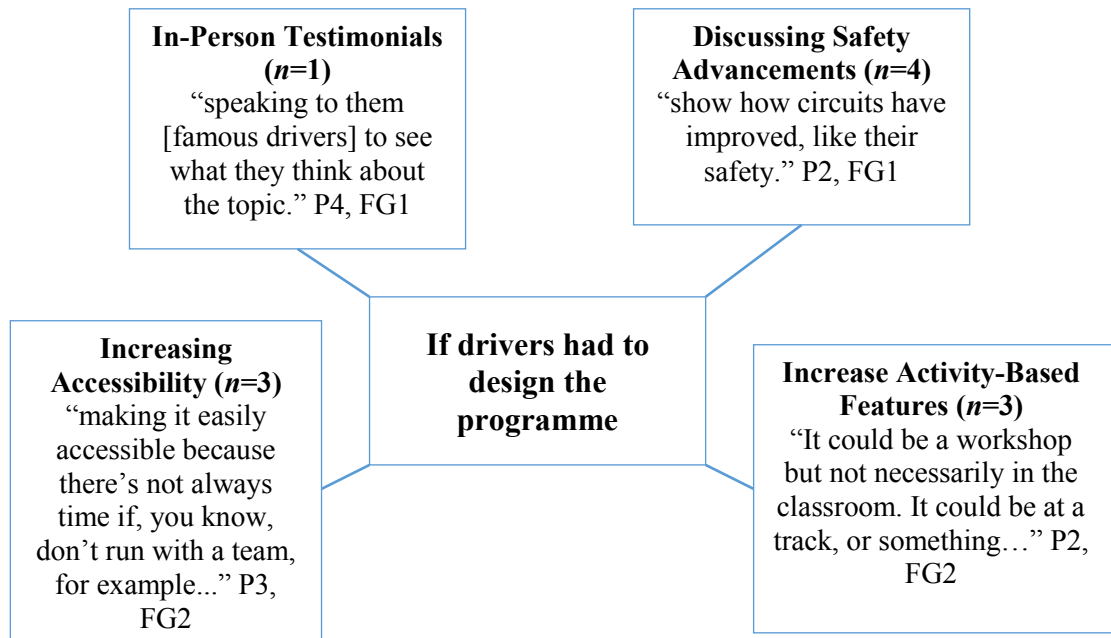 In-Person Testimonials
(n=1)
“speaking to them
[famous drivers] to see
what they think about
the topic.” P4, FG1
Discussing Safety
Advancements (n=4)
“show how circuits have
improved, like their
safety.” P2, FG1
If drivers had to
design the
programme
Increasing
Accessibility (n=3)
“making it easily
accessible because
there’s not always
time if, you know,
don’t run with a team,
for example...” P3,
FG2
Increase Activity-Based
Features (n=3)
“It could be a workshop
but not necessarily in the
classroom. It could be at a
track, or something…” P2,
FG2